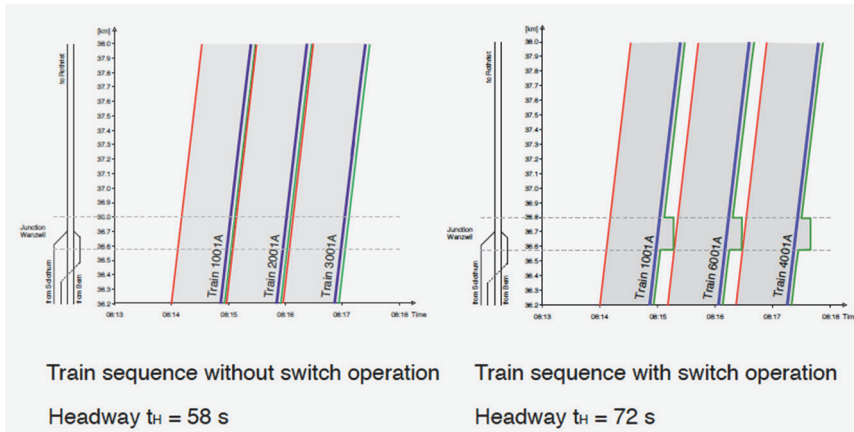 [km]
38.0
37.9
37.8
37.7
37.6
37.5
37.4
37.3
37.2
37.1
37.0
36.9
36.8
36.7
36.6
36.5
36.4
36.3
36.2
to Rothrist
Junction
Wanzwil
from Solothurn
from Bern
Train 1001A
Train 2001A
Train 3001A
08:13
08:14
08:15
08:16
08:17
08:18 Time
[km]
38.0
37.9
37.8
37.7
37.6
37.5
37.4
37.3
37.2
37.1
37.0
36.9
36.8
36.7
36.6
36.5
36.4
36.3
36.2
to Rothrist
Junction
Wanzwil
from Solothurn
from Bern
Train 1001A
Train 6001A
Train 4001A
08:13
08:14
08:15
08:16
08:17
08:18 Time
Train sequence without switch operation
Headway tH = 58 s
Train sequence with switch operation
Headway tH = 72 s